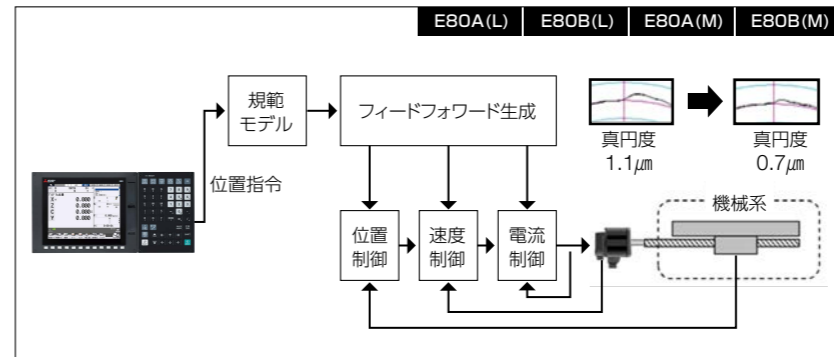 E80A(L) E80B(L) E80A(M) E80B(M)
規範
モデル
フィードフォワード生成
真円度
1.1μm
真円度
0.7μm
位置指令
機械系
位置
制御
速度
制御
電流
制御